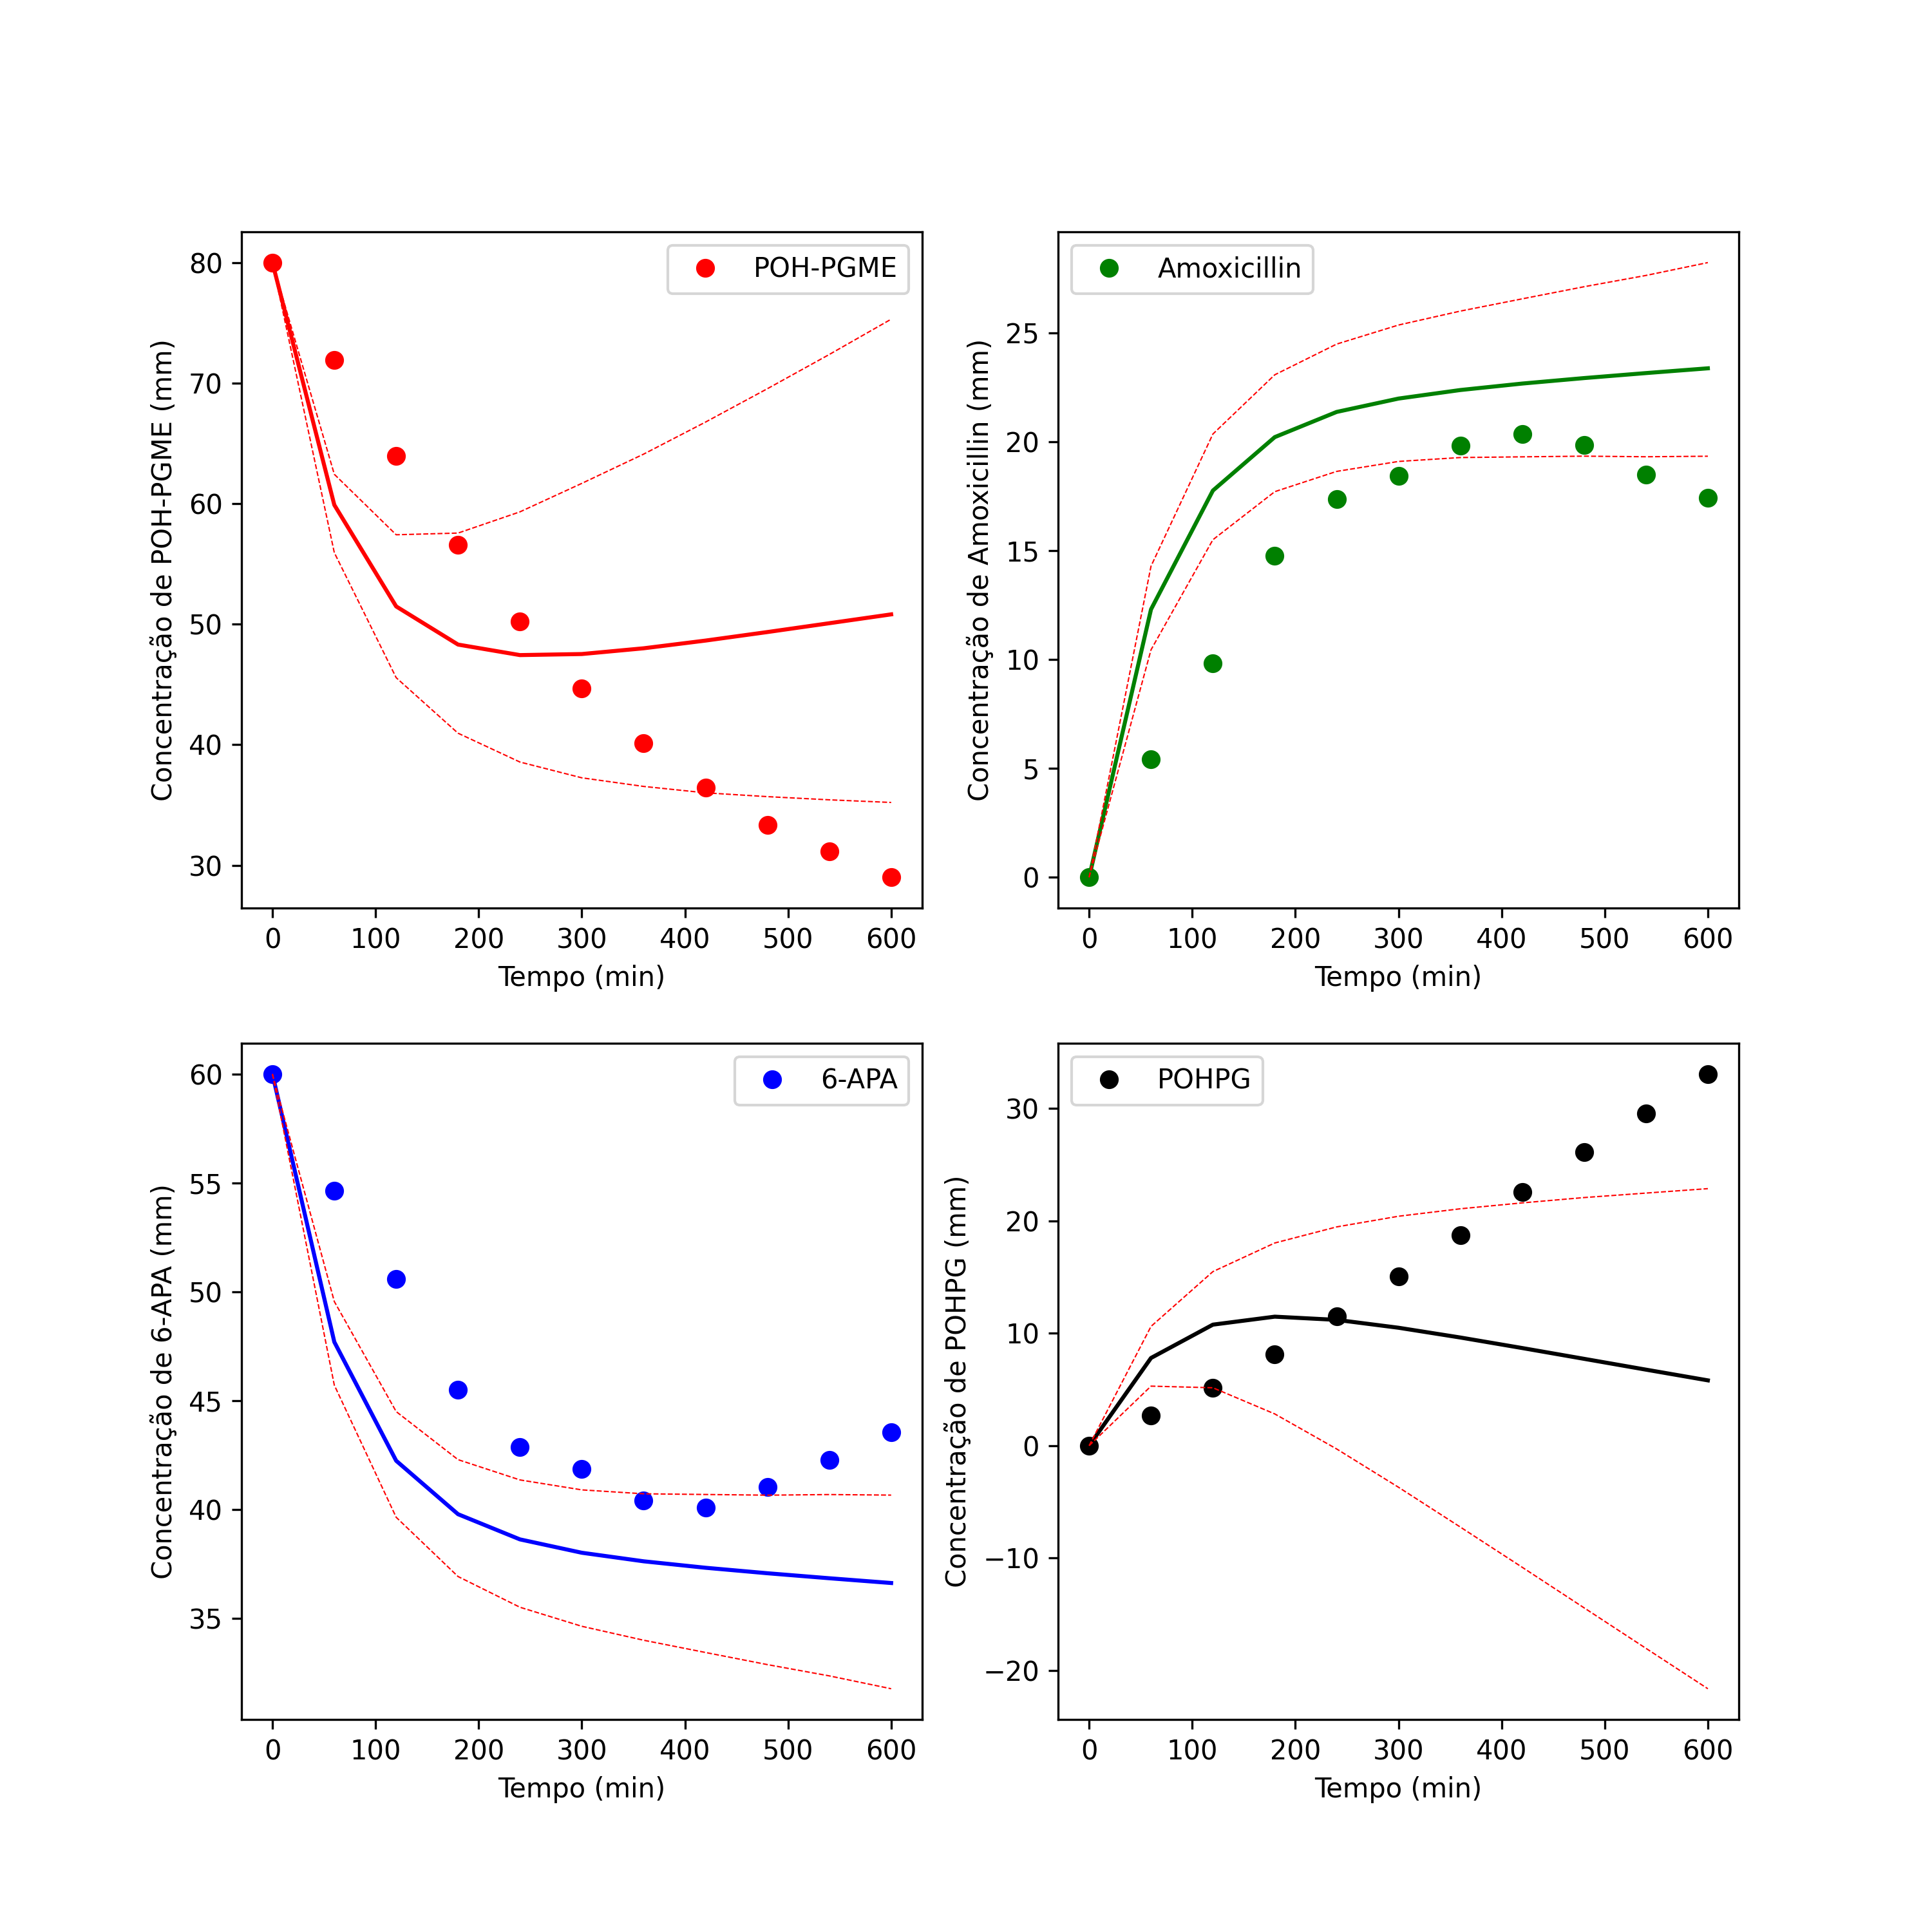 POH-PGME
80
70
60
50
40
30
Concentração de POH-PGME (mm)
0 100 200 300 400 500 600
Tempo (min)
Amoxicillin
25
20
15
10
5
0
Concentração de Amoxicillin (mm)
0 100 200 300 400 500 600
Tempo (min)
6-APA
60
55
50
45
40
35
Concentração de 6-APA (mm)
0 100 200 300 400 500 600
Tempo (min)
POHPG
30
20
10
0
−10
−20
Concentração de POHPG (mm)
0 100 200 300 400 500 600
Tempo (min)